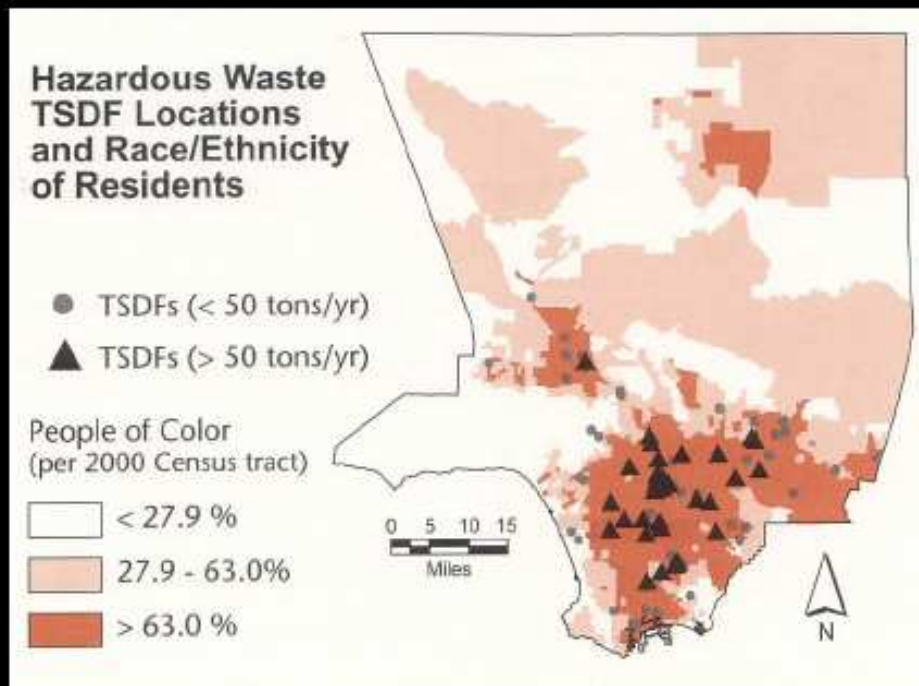 Hazardous Waste
TSDF Locations
and Race/Ethnicity
of Residents
TSDFs (< 50 tons/yr)
TSDFs (> 50 tons/yr)
People of Color
(per 2000 Census tract)
< 27.9 %
27.9 - 63.0%
> 63.0 %
0 5 10 15
Miles
N